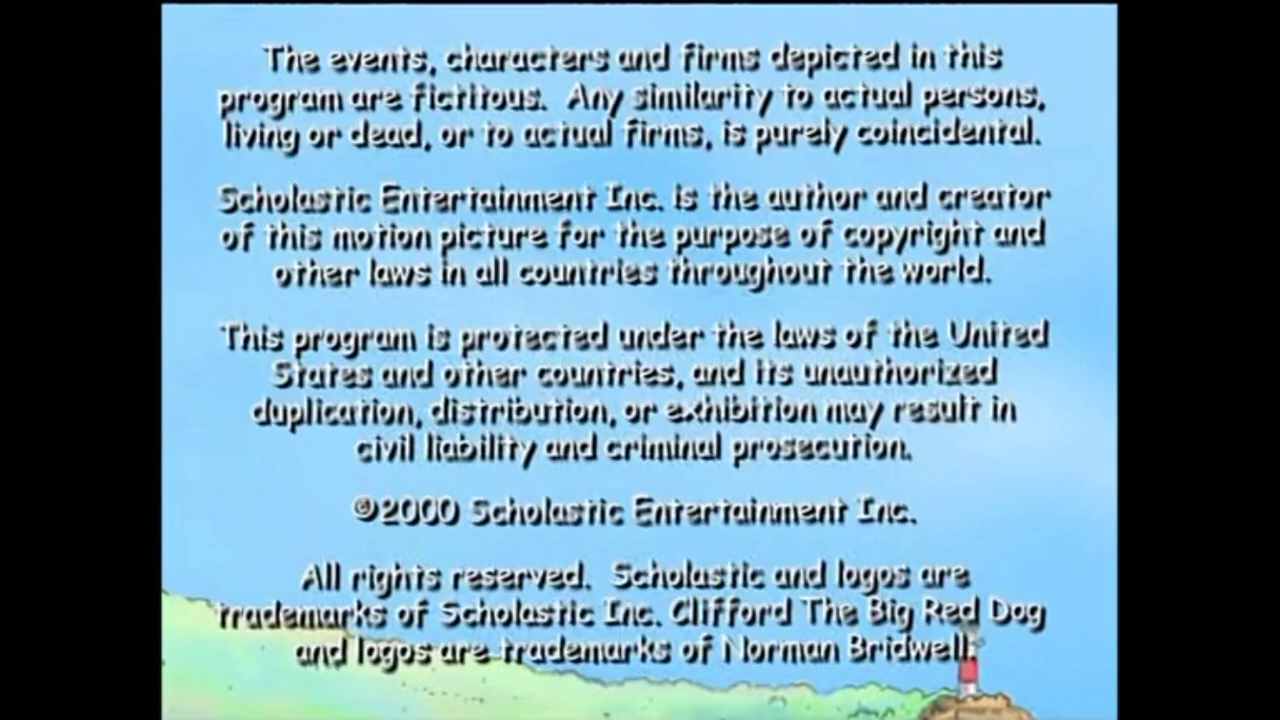 The events, characters and firms depicted in this
program are fictitous. Any similarity to actual persons,
living or dead, or to actual firms, is purely coincidental.
Scholastic Entertainment Inc. is the author and creator
of this motion picture for the purpose of copyright and
other laws in all countries throughout the world.
This program is protected under the laws of the United
States and other countries, and its unauthorized
duplication, distribution, or exhibition may result in
civil liability and criminal prosecution.
©2000 Scholastic Entertainment Inc.
All rights reserved. Scholastic and logos are
trademarks of Scholastic Inc. Clifford The Big Red Dog
and logos are trademarks of Norman Bridwell.